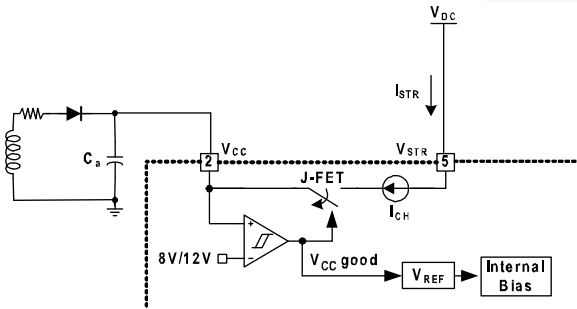 V_DC
I_STR
C_a
2
V_CC
V_STR
5
J-FET
I_CH
8V/12V
+
-
V_CC good
V_REF
Internal
Bias